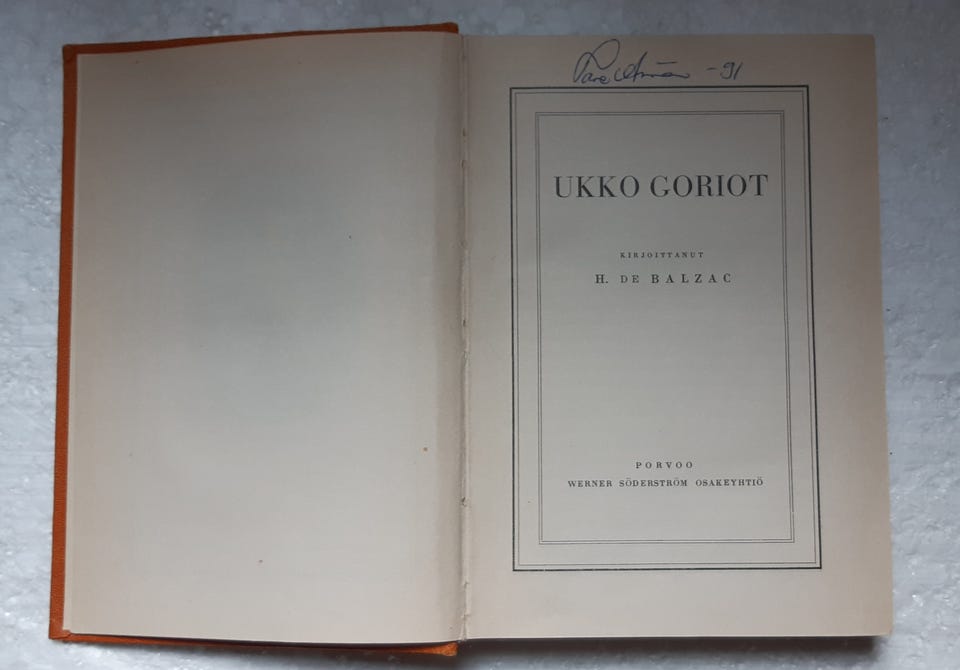 -91
UKKO GORIOT
KIRJOITTANUT
H. DE BALZAC
PORVOO
WERNER SÖDERSTRÖM OSAKEYHTIÖ